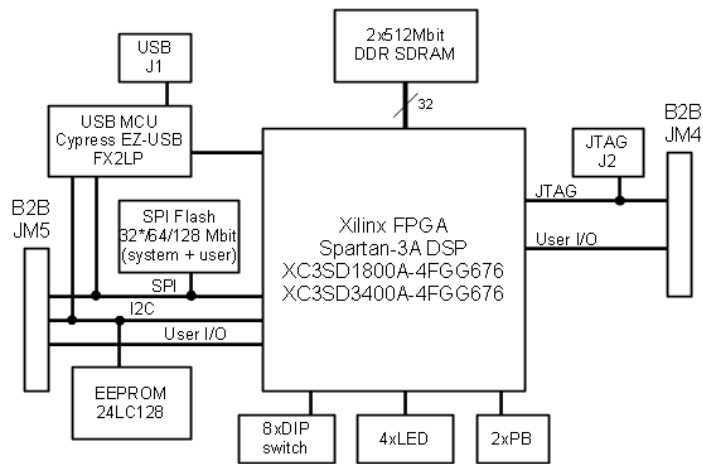 USB
J1
2x512Mbit
DDR SDRAM
32
USB MCU
Cypress EZ-USB
FX2LP
B2B
JM4
JTAG
J2
JTAG
B2B
JM5
SPI Flash
32*/64/128 Mbit
(system + user)
Xilinx FPGA
Spartan-3A DSP
XC3SD1800A-4FGG676
XC3SD3400A-4FGG676
User I/O
SPI
I2C
User I/O
EEPROM
24LC128
8xDIP
switch
4xLED
2xPB